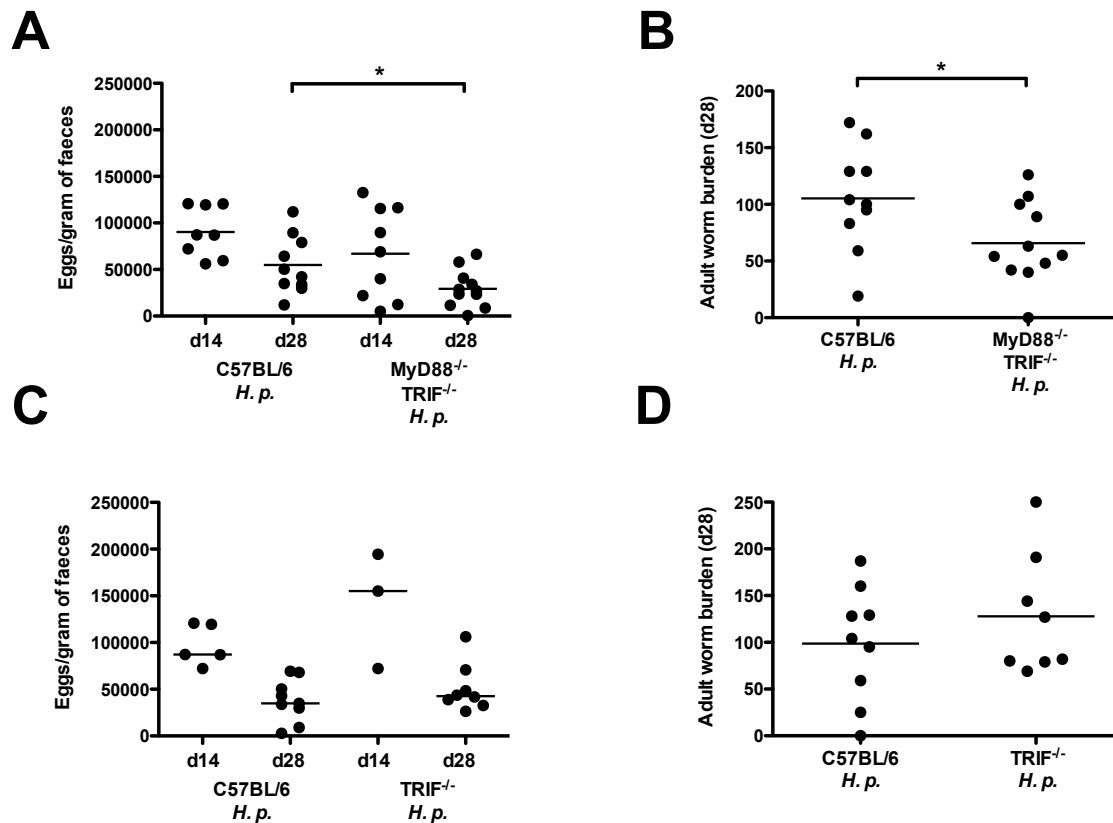 A
Eggs/gram of faeces
250000
200000
150000
100000
50000
0
*
d14 d28 d14 d28
C57BL/6
H. p.
MyD88-/-
TRIF-/-
H. p.
B
Adult worm burden (d28)
200
150
100
50
0
*
C57BL/6
H. p.
MyD88-/-
TRIF-/-
H. p.
C
Eggs/gram of faeces
250000
200000
150000
100000
50000
0
d14 d28 d14 d28
C57BL/6
H. p.
TRIF-/-
H. p.
D
Adult worm burden (d28)
250
200
150
100
50
0
C57BL/6
H. p.
TRIF-/-
H. p.